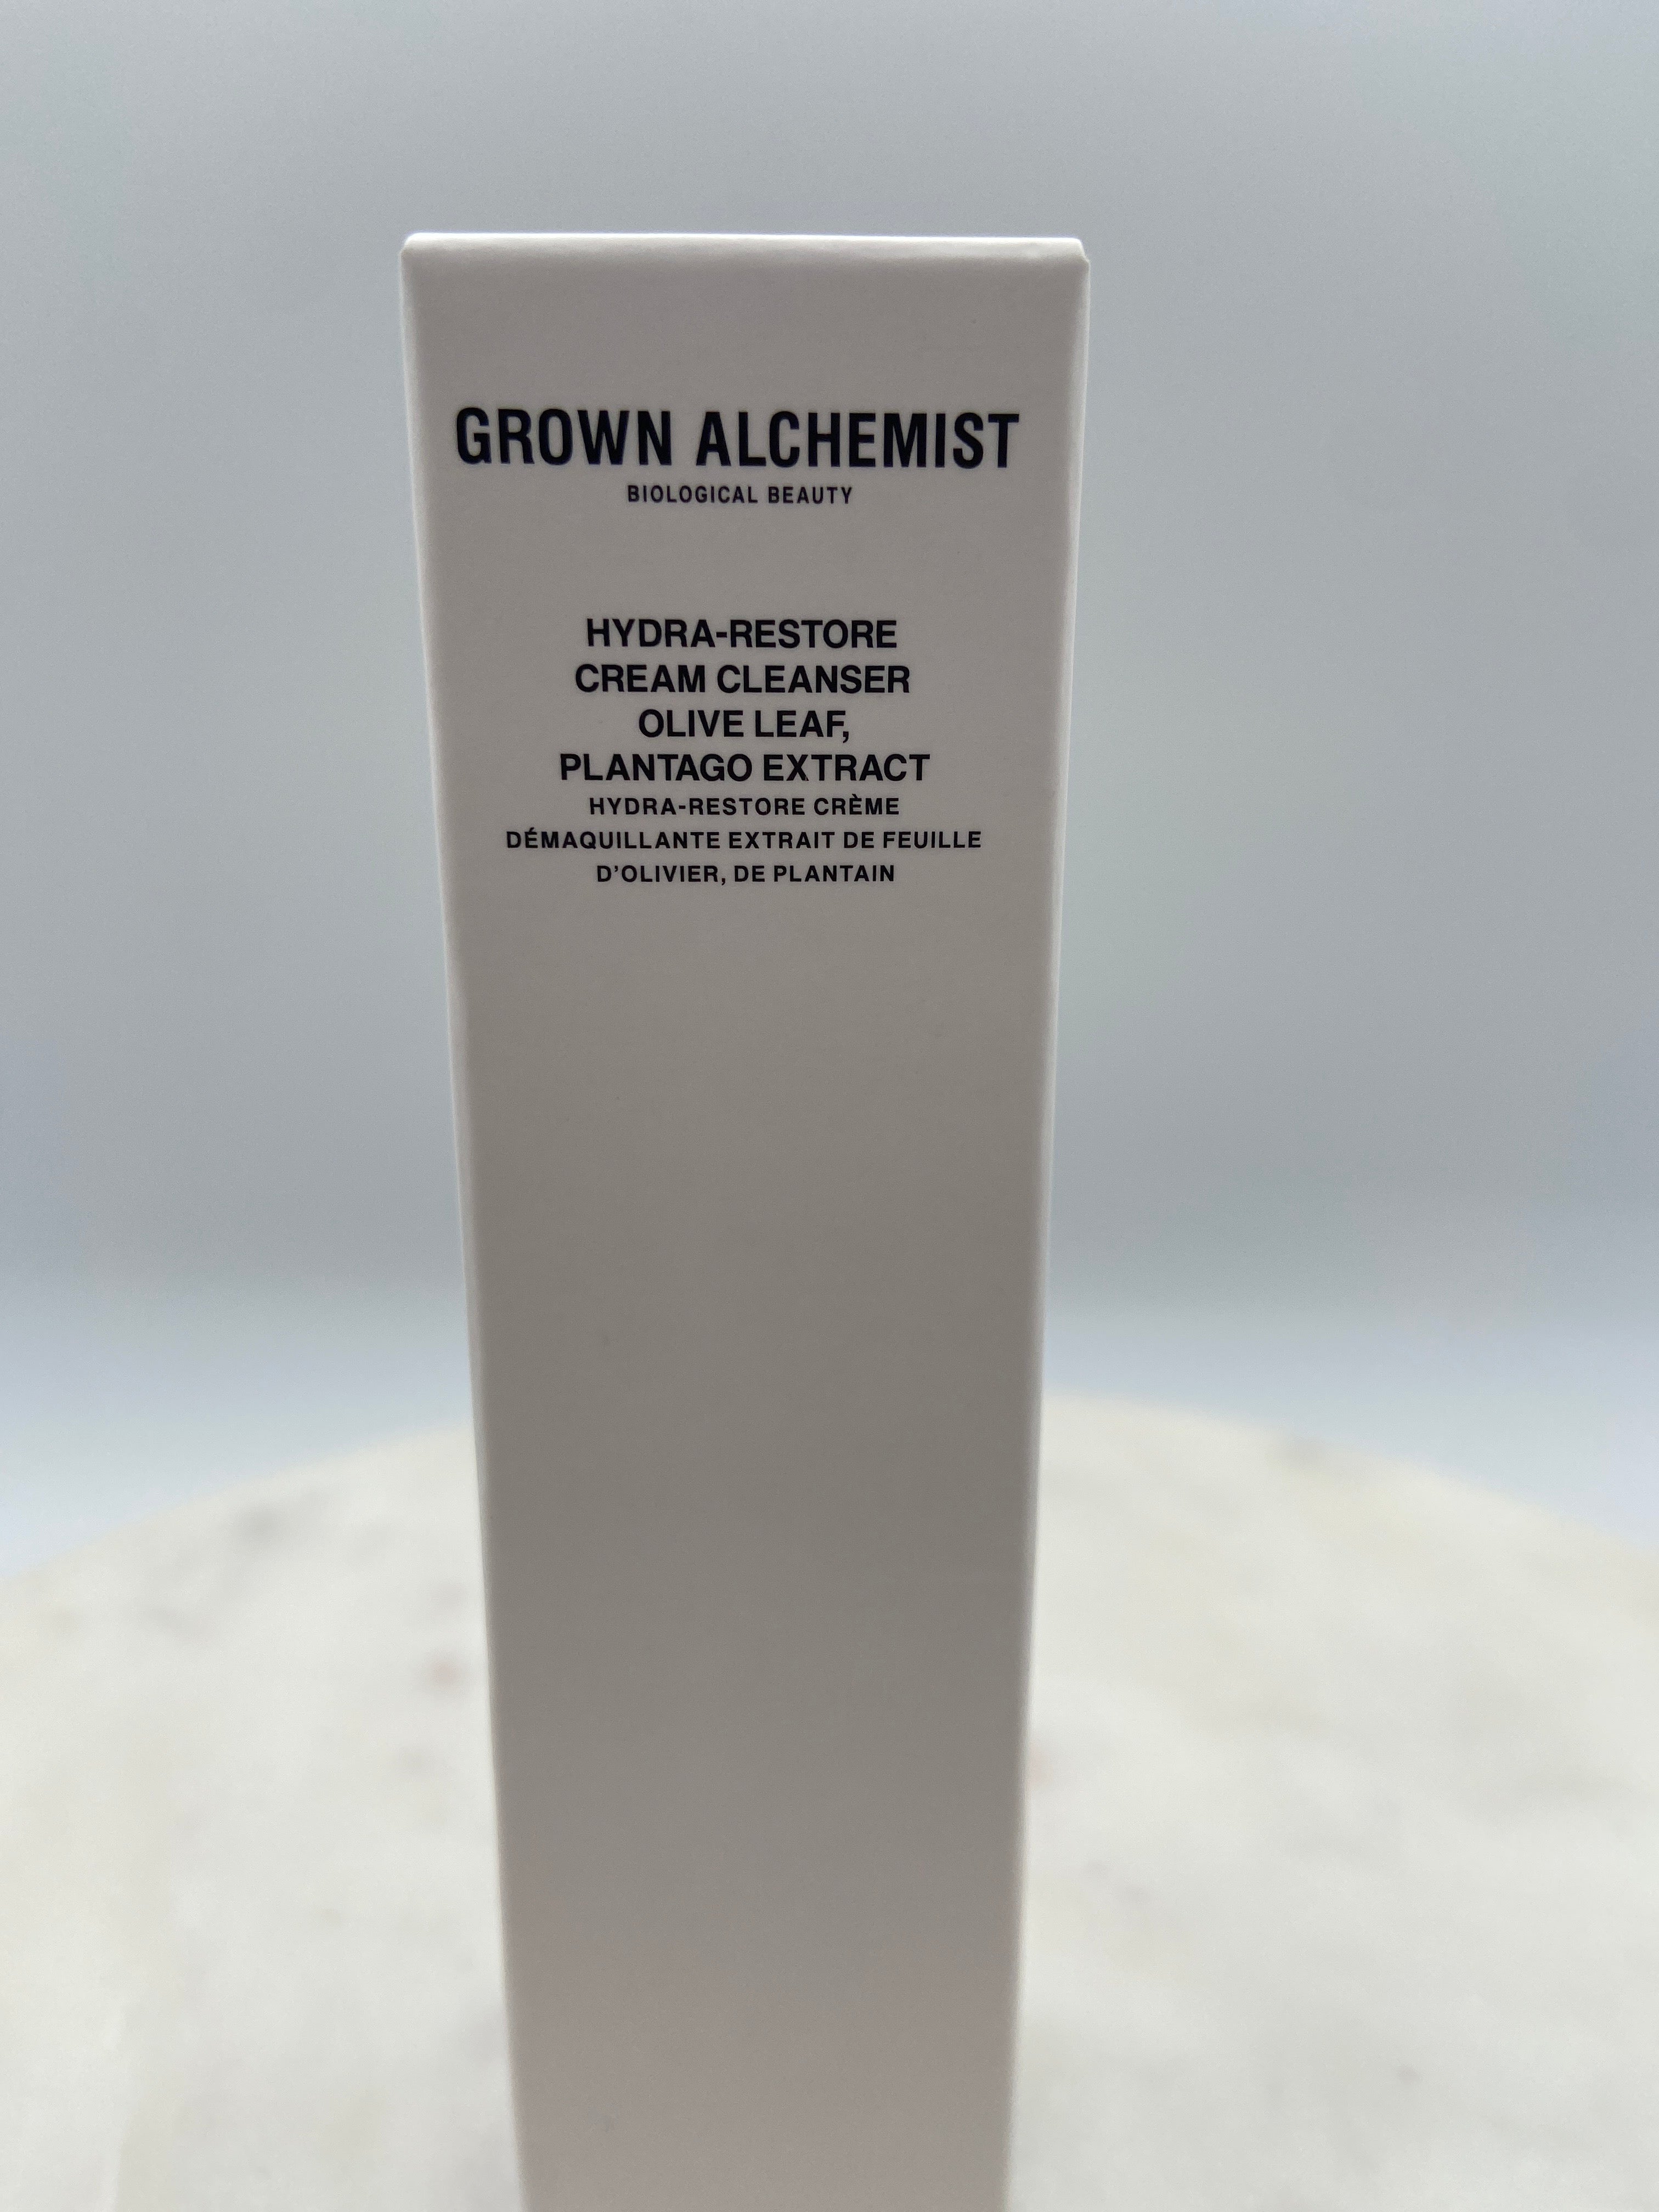 GROWN ALCHEMIST
BIOLOGICAL BEAUTY
HYDRA-RESTORE
CREAM CLEANSER
OLIVE LEAF,
PLANTAGO EXTRACT
HYDRA-RESTORE CRÈME
DÉMAQUILLANTE EXTRAIT DE FEUILLE
D'OLIVIER, DE PLANTAIN